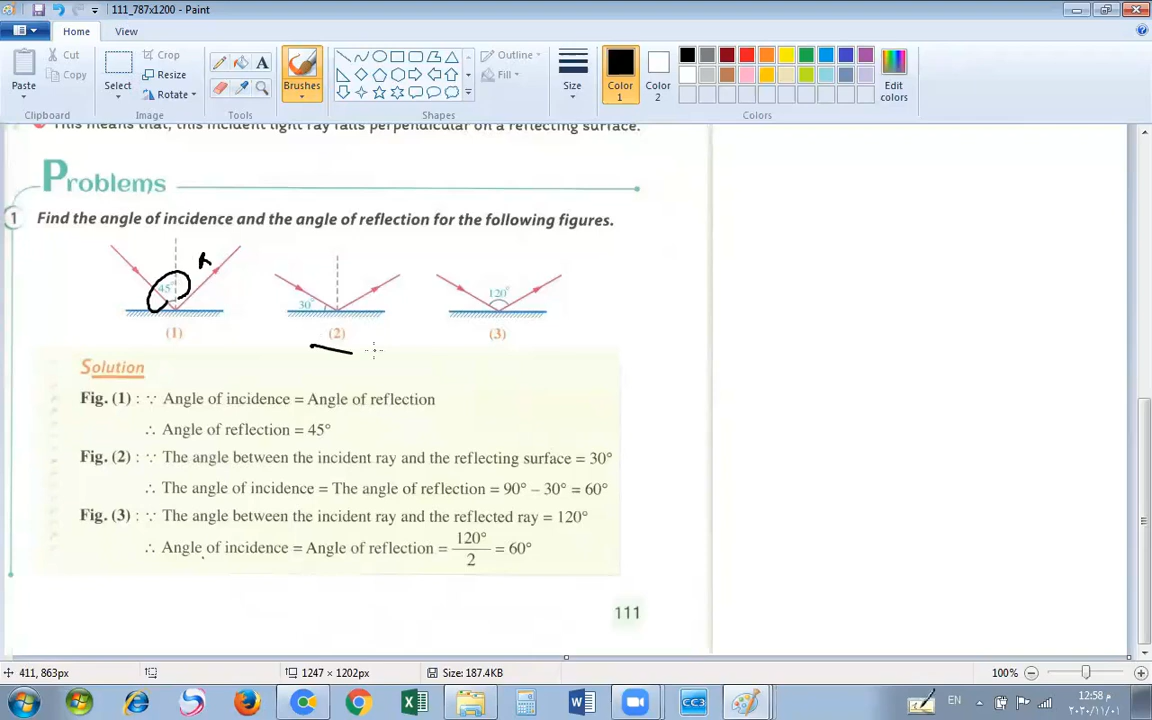 111_787x1200 - Paint
Home View
Paste
Cut
Copy
Clipboard
Select
Crop
Resize
Rotate
Image
Tools
Brushes
Outline
Fill
Shapes
Size
Color 1
Color 2
Edit colors
Colors
This means that, this incident light ray falls perpendicular on a reflecting surface.
Problems
1 Find the angle of incidence and the angle of reflection for the following figures.
45°
30°
120°
(1) (2) (3)
Solution
Fig. (1) : ∵ Angle of incidence = Angle of reflection
∴ Angle of reflection = 45°
Fig. (2) : ∵ The angle between the incident ray and the reflecting surface = 30°
∴ The angle of incidence = The angle of reflection = 90° – 30° = 60°
Fig. (3) : ∵ The angle between the incident ray and the reflected ray = 120°
∴ Angle of incidence = Angle of reflection = 120° / 2 = 60°
111
411, 863px
1247 × 1202px
Size: 187.4KB
100%
CC3
EN
12:58 م
٢٠٢٠/١١/٠١